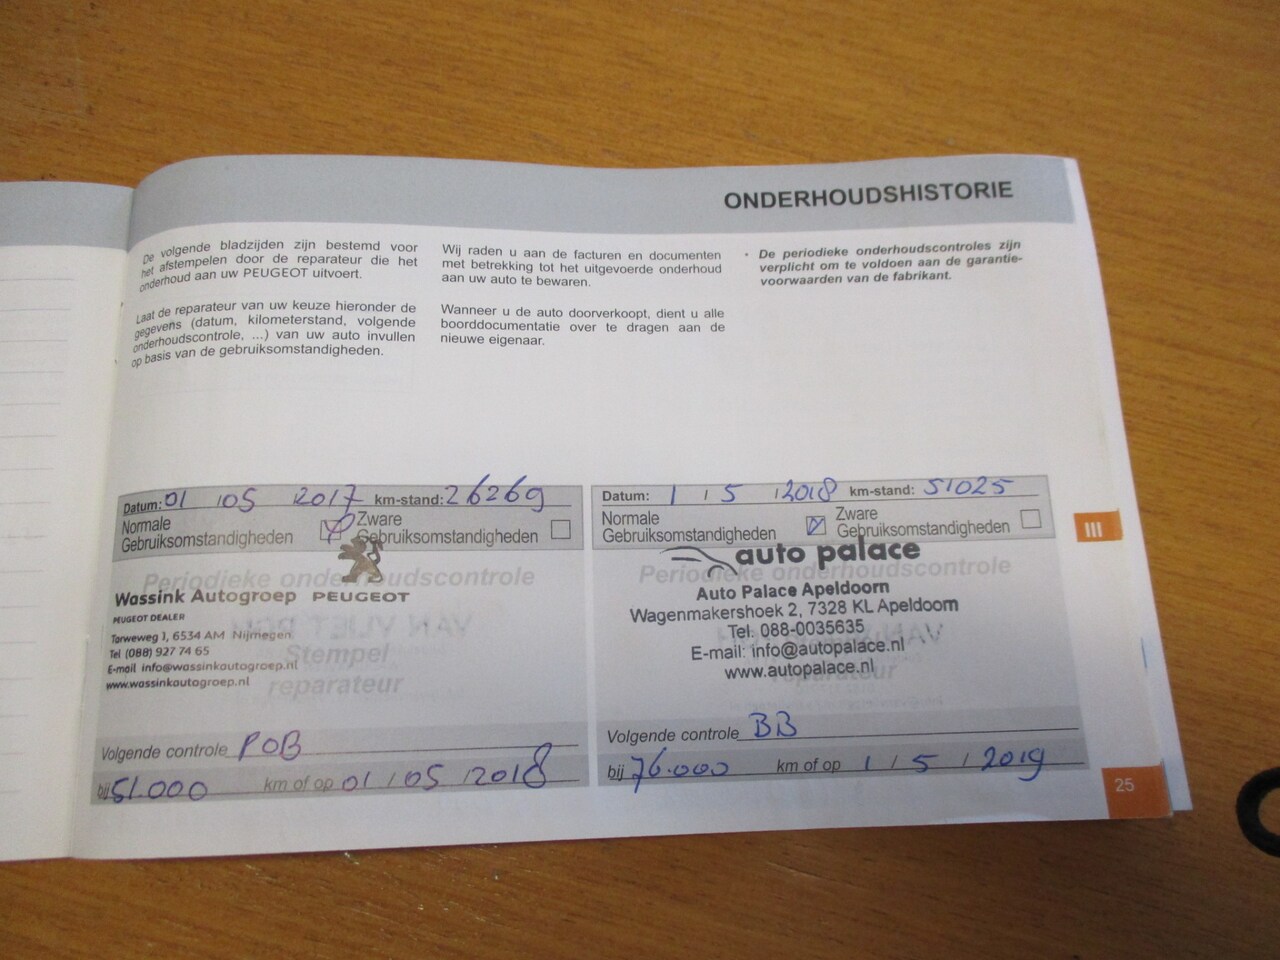 ONDERHOUDSHISTORIE
De volgende bladzijden zijn bestemd voor
het afstempelen door de reparateur die het
onderhoud aan uw PEUGEOT uitvoert.
Laat de reparateur van uw keuze hieronder de
gegevens (datum, kilometerstand, volgende
onderhoudscontrole, ...) van uw auto invullen
op basis van de gebruiksomstandigheden.
Wij raden u aan de facturen en documenten
met betrekking tot het uitgevoerde onderhoud
aan uw auto te bewaren.
Wanneer u de auto doorverkoopt, dient u alle
boorddocumentatie over te dragen aan de
nieuwe eigenaar.
• De periodieke onderhoudscontroles zijn
verplicht om te voldoen aan de garantie-
voorwaarden van de fabrikant.
Datum: 01 / 05 / 2017 km-stand: 26269
Normale
Gebruiksomstandigheden
Zware
Gebruiksomstandigheden
Periodieke onderhoudscontrole
Wassink Autogroep PEUGEOT
PEUGEOT DEALER
Tarweweg 1, 6534 AM Nijmegen
Tel (088) 927 74 65
E-mail info@wassinkautogroep.nl
www.wassinkautogroep.nl
Stempel
reparateur
Volgende controle POB
bij 51.000 km of op 01 / 05 / 2018
Datum: 1 / 5 / 2018 km-stand: 51025
Normale
Gebruiksomstandigheden
Zware
Gebruiksomstandigheden
auto palace
Periodieke onderhoudscontrole
Auto Palace Apeldoorn
Wagenmakershoek 2, 7328 KL Apeldoorn
Tel. 088-0035635
E-mail: info@autopalace.nl
www.autopalace.nl
reparateur
Volgende controle BB
bij 76.000 km of op 1 / 5 / 2019
III
25